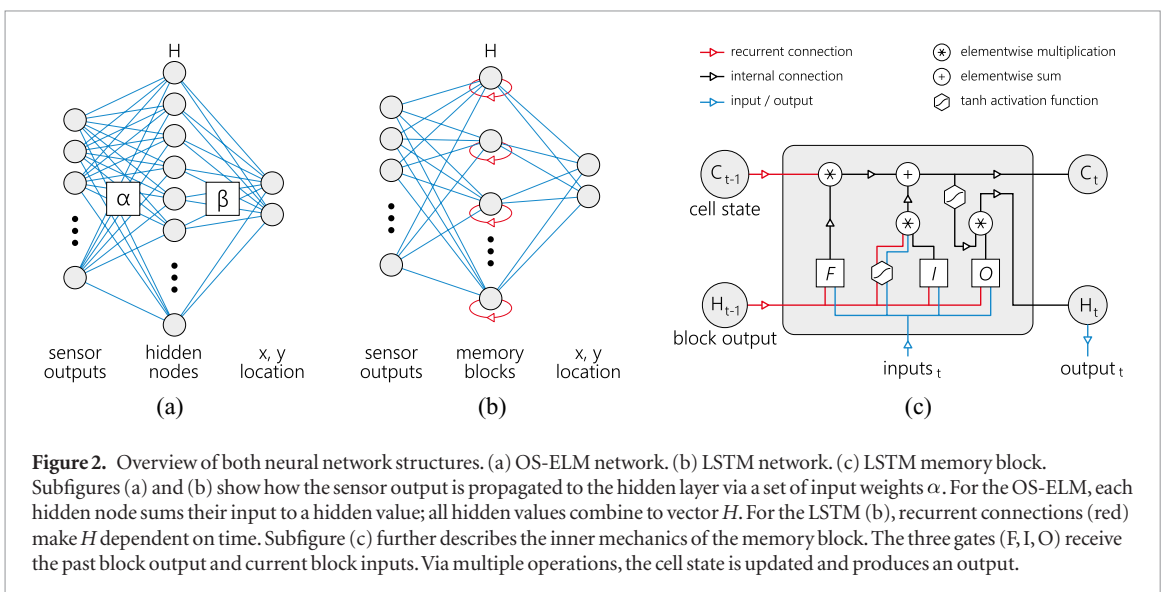 H
α
β
sensor outputs
hidden nodes
x, y location
(a)
H
sensor outputs
memory blocks
x, y location
(b)
recurrent connection
internal connection
input / output
elementwise multiplication
elementwise sum
tanh activation function
C t-1
cell state
C t
F
I
O
H t-1
block output
H t
inputs t
output t
(c)
Figure 2. Overview of both neural network structures. (a) OS-ELM network. (b) LSTM network. (c) LSTM memory block.
Subfigures (a) and (b) show how the sensor output is propagated to the hidden layer via a set of input weights α. For the OS-ELM, each
hidden node sums their input to a hidden value; all hidden values combine to vector H. For the LSTM (b), recurrent connections (red)
make H dependent on time. Subfigure (c) further describes the inner mechanics of the memory block. The three gates (F, I, O) receive
the past block output and current block inputs. Via multiple operations, the cell state is updated and produces an output.